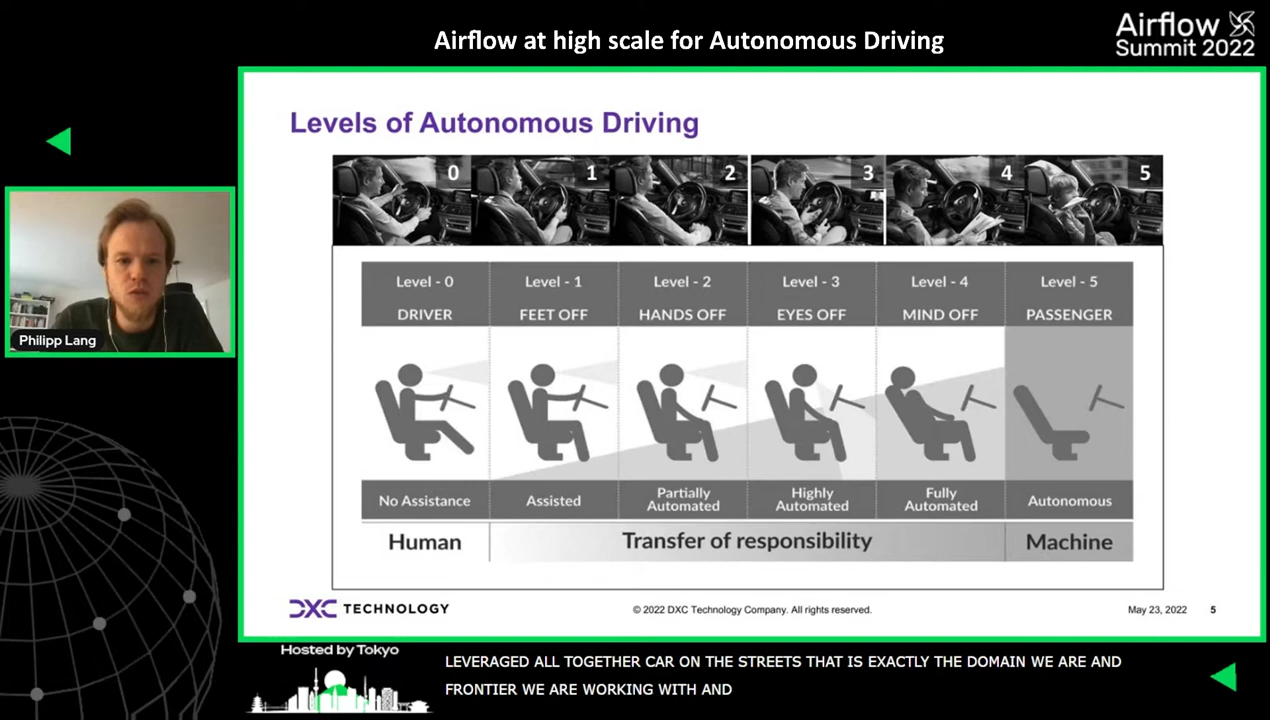 Airflow at high scale for Autonomous Driving
Airflow
Summit 2022
Levels of Autonomous Driving
0 1 2 3 4 5
Level - 0 Level - 1 Level - 2 Level - 3 Level - 4 Level - 5
DRIVER FEET OFF HANDS OFF EYES OFF MIND OFF PASSENGER
Philipp Lang
No Assistance
Assisted
Partially
Automated
Highly
Automated
Fully
Automated
Autonomous
Human Transfer of responsibility Machine
DXC TECHNOLOGY
© 2022 DXC Technology Company. All rights reserved.
May 23, 2022 5
Hosted by Tokyo
LEVERAGED ALL TOGETHER CAR ON THE STREETS THAT IS EXACTLY THE DOMAIN WE ARE AND
FRONTIER WE ARE WORKING WITH AND